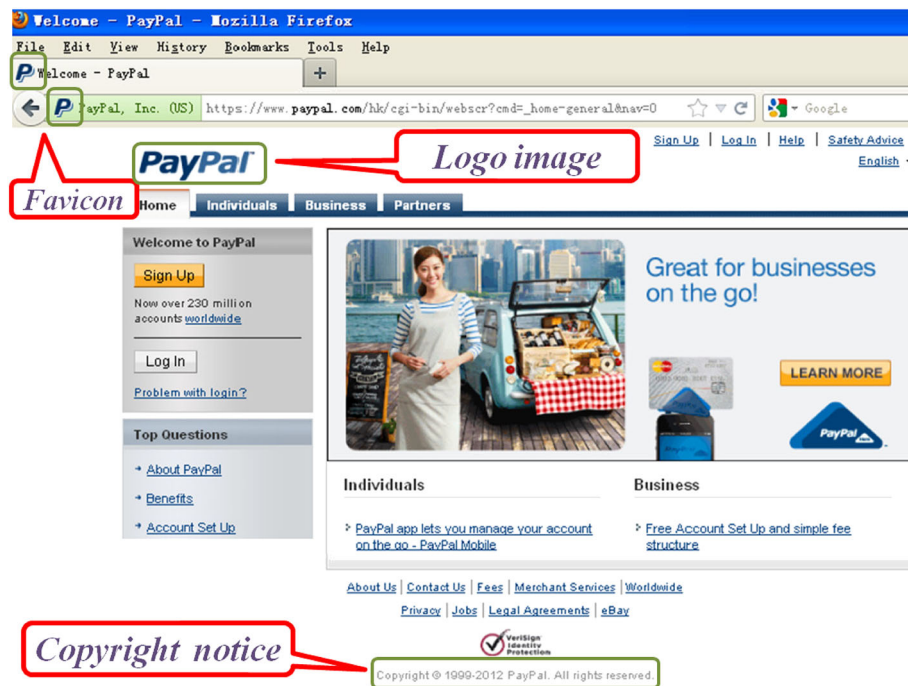 Welcome - PayPal - Mozilla Firefox
File Edit View History Bookmarks Tools Help
Welcome - PayPal
+
PayPal, Inc. (US) https://www.paypal.com/hk/cgi-bin/webscr?cmd=_home-general&nav=0 Google
Sign Up | Log In | Help | Safety Advice
English
PayPal
Logo image
Favicon
Home Individuals Business Partners
Welcome to PayPal
Sign Up
Now over 230 million
accounts worldwide
Log In
Problem with login?
Great for businesses
on the go!
LEARN MORE
PayPal
Top Questions
About PayPal
Benefits
Account Set Up
Individuals
PayPal app lets you manage your account
on the go - PayPal Mobile
Business
Free Account Set Up and simple fee
structure
About Us | Contact Us | Fees | Merchant Services | Worldwide
Privacy | Jobs | Legal Agreements | eBay
VeriSign
Identity
Protection
Copyright notice
Copyright © 1999-2012 PayPal. All rights reserved.